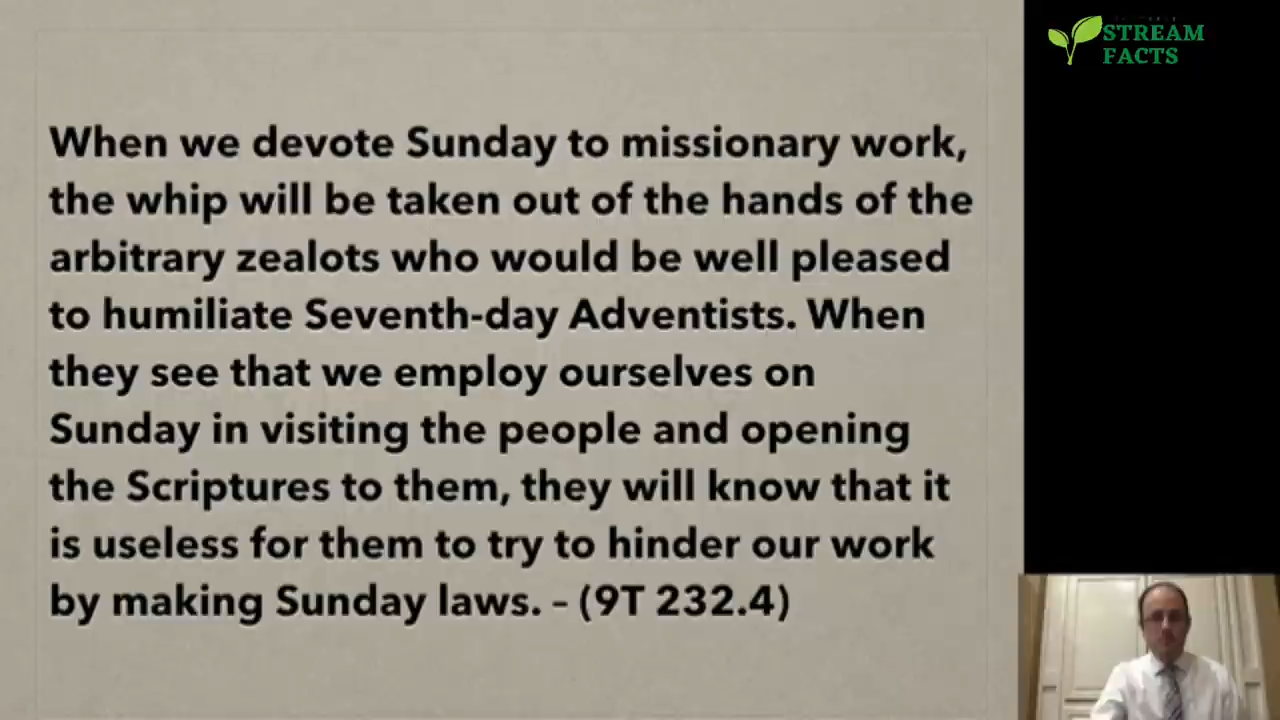 When we devote Sunday to missionary work,
the whip will be taken out of the hands of the
arbitrary zealots who would be well pleased
to humiliate Seventh-day Adventists. When
they see that we employ ourselves on
Sunday in visiting the people and opening
the Scriptures to them, they will know that it
is useless for them to try to hinder our work
by making Sunday laws. – (9T 232.4)
STREAM
FACTS